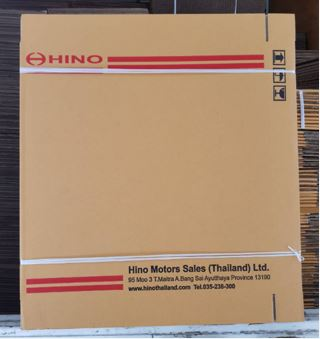 HINO
Hino Motors Sales (Thailand) Ltd.
95 Moo 3 T.Maitra A.Bang Sai Ayutthaya Province 13190
www.hinothailand.com Tel.035-236-300